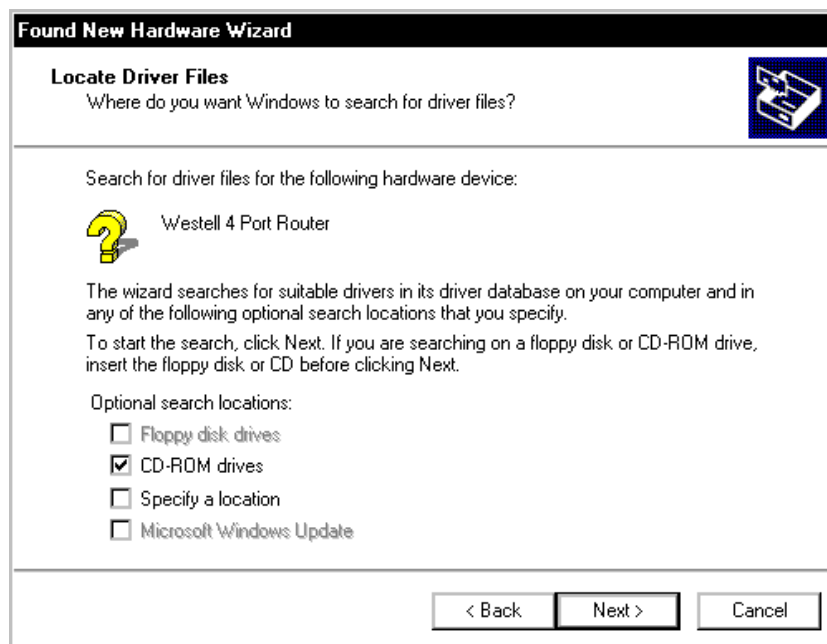 Found New Hardware Wizard
Locate Driver Files
Where do you want Windows to search for driver files?
Search for driver files for the following hardware device:
Westell 4 Port Router
The wizard searches for suitable drivers in its driver database on your computer and in
any of the following optional search locations that you specify.
To start the search, click Next. If you are searching on a floppy disk or CD-ROM drive,
insert the floppy disk or CD before clicking Next.
Optional search locations:
Floppy disk drives
CD-ROM drives
Specify a location
Microsoft Windows Update
< Back Next > Cancel